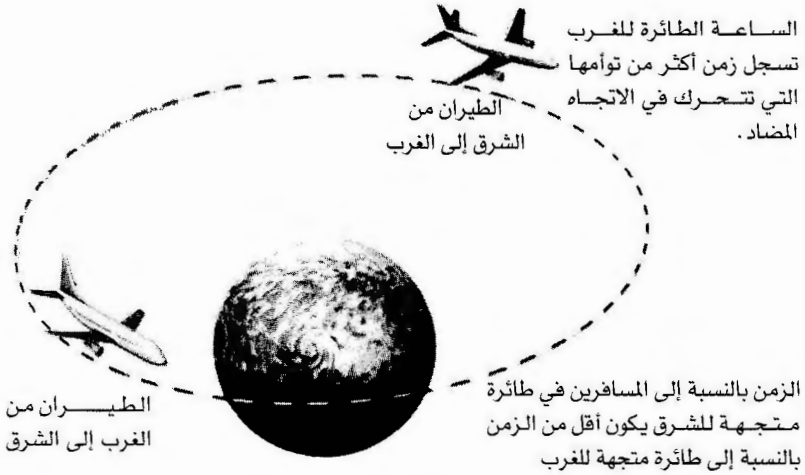 الساعة الطائرة للغرب
تسجل زمن أكثر من توأمها
التي تتحرك في الاتجاه
المضاد.
الطيران من
الشرق إلى الغرب
الطيران من
الغرب إلى الشرق
الزمن بالنسبة إلى المسافرين في طائرة
متجهة للشرق يكون أقل من الزمن
بالنسبة إلى طائرة متجهة للغرب